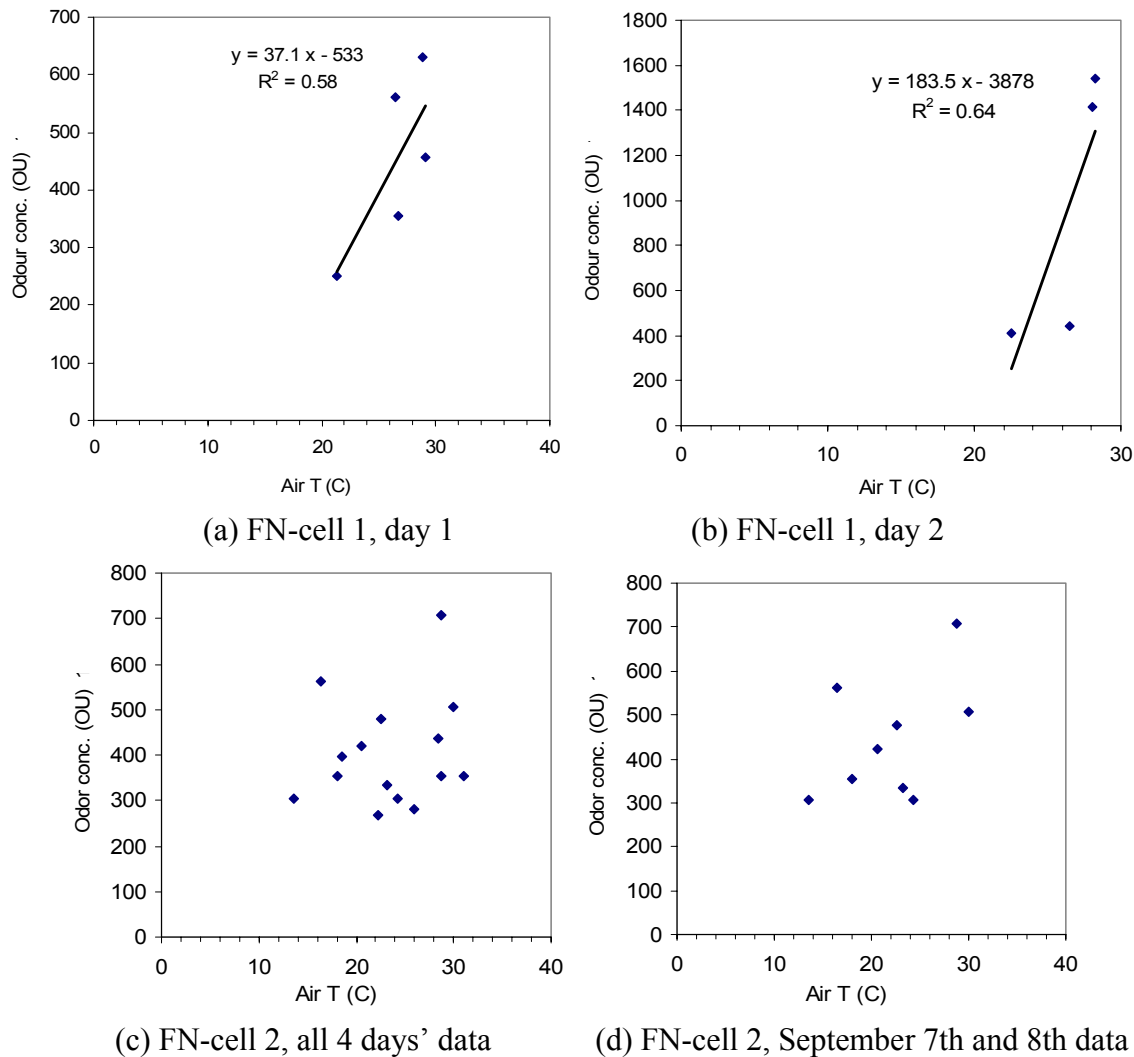 700
600
500
400
300
200
100
0
y = 37.1 x - 533
R² = 0.58
Odour conc. (OU)
0 10 20 30 40
Air T (C)
(a) FN-cell 1, day 1
1800
1600
1400
1200
1000
800
600
400
200
0
y = 183.5 x - 3878
R² = 0.64
Odour conc. (OU)
0 10 20 30
Air T (C)
(b) FN-cell 1, day 2
800
700
600
500
400
300
200
100
0
Odor conc. (OU)
0 10 20 30 40
Air T (C)
(c) FN-cell 2, all 4 days’ data
800
700
600
500
400
300
200
100
0
Odor conc. (OU)
0 10 20 30 40
Air T (C)
(d) FN-cell 2, September 7th and 8th data